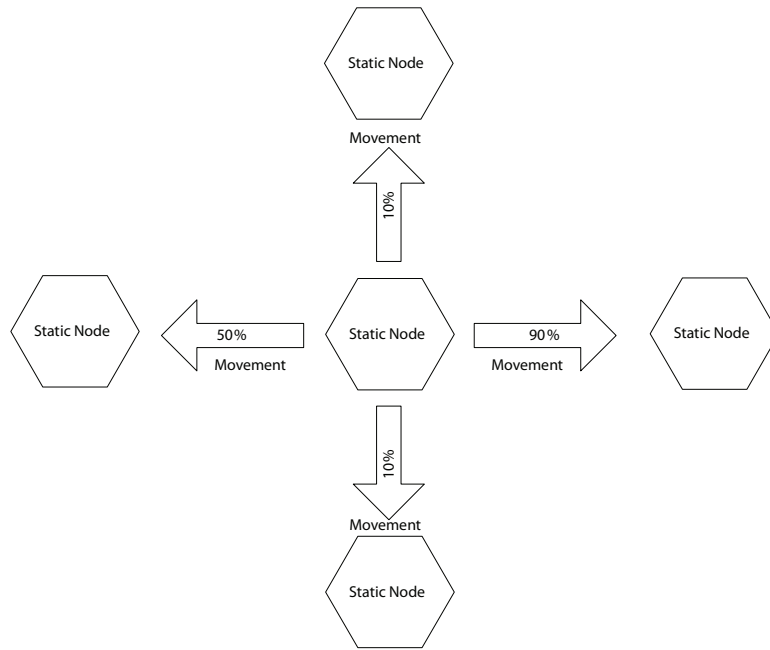 Static Node
Movement
10%
Static Node
50%
Movement
Static Node
90%
Movement
Static Node
10%
Movement
Static Node